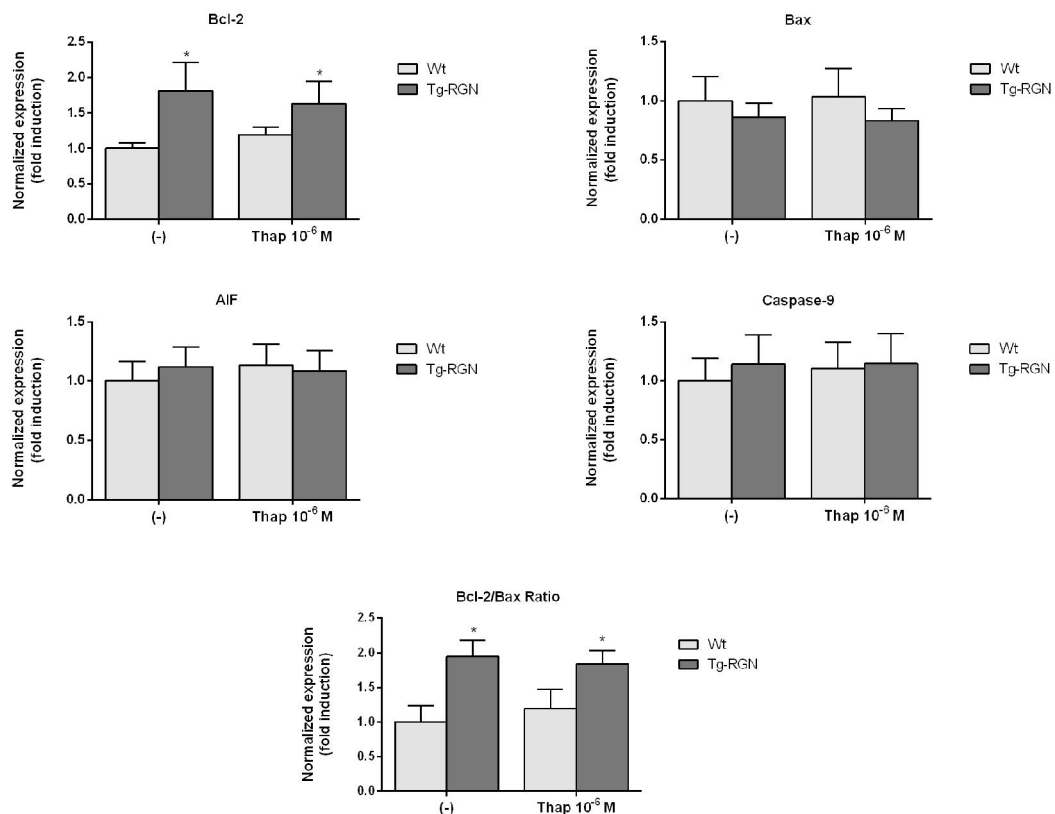 Bcl-2
Normalized expression
(fold induction)
2.5
2.0
1.5
1.0
0.5
0.0
*
*
(-)
Thap 10⁻⁶ M
Wt
Tg-RGN
Bax
Normalized expression
(fold induction)
1.5
1.0
0.5
0.0
(-)
Thap 10⁻⁶ M
Wt
Tg-RGN
AIF
Normalized expression
(fold induction)
1.5
1.0
0.5
0.0
(-)
Thap 10⁻⁶ M
Wt
Tg-RGN
Caspase-9
Normalized expression
(fold induction)
1.5
1.0
0.5
0.0
(-)
Thap 10⁻⁶ M
Wt
Tg-RGN
Bcl-2/Bax Ratio
Normalized expression
(fold induction)
2.5
2.0
1.5
1.0
0.5
0.0
*
*
(-)
Thap 10⁻⁶ M
Wt
Tg-RGN